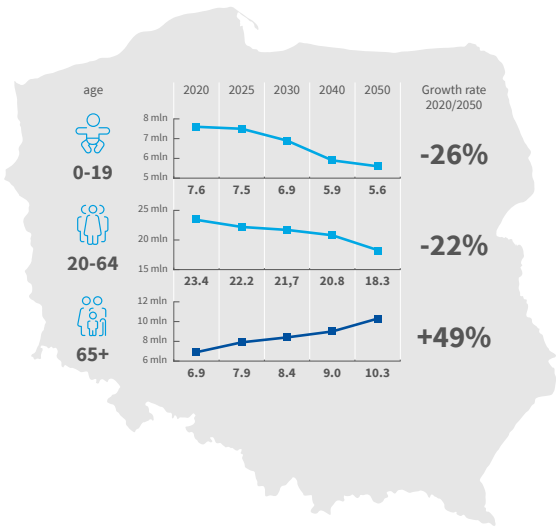 age 2020 2025 2030 2040 2050 Growth rate
2020/2050
8 mln
7 mln
6 mln
5 mln
0-19
-26%
7.6 7.5 6.9 5.9 5.6
25 mln
20 mln
15 mln
20-64
-22%
23.4 22.2 21,7 20.8 18.3
12 mln
10 mln
8 mln
6 mln
65+
+49%
6.9 7.9 8.4 9.0 10.3